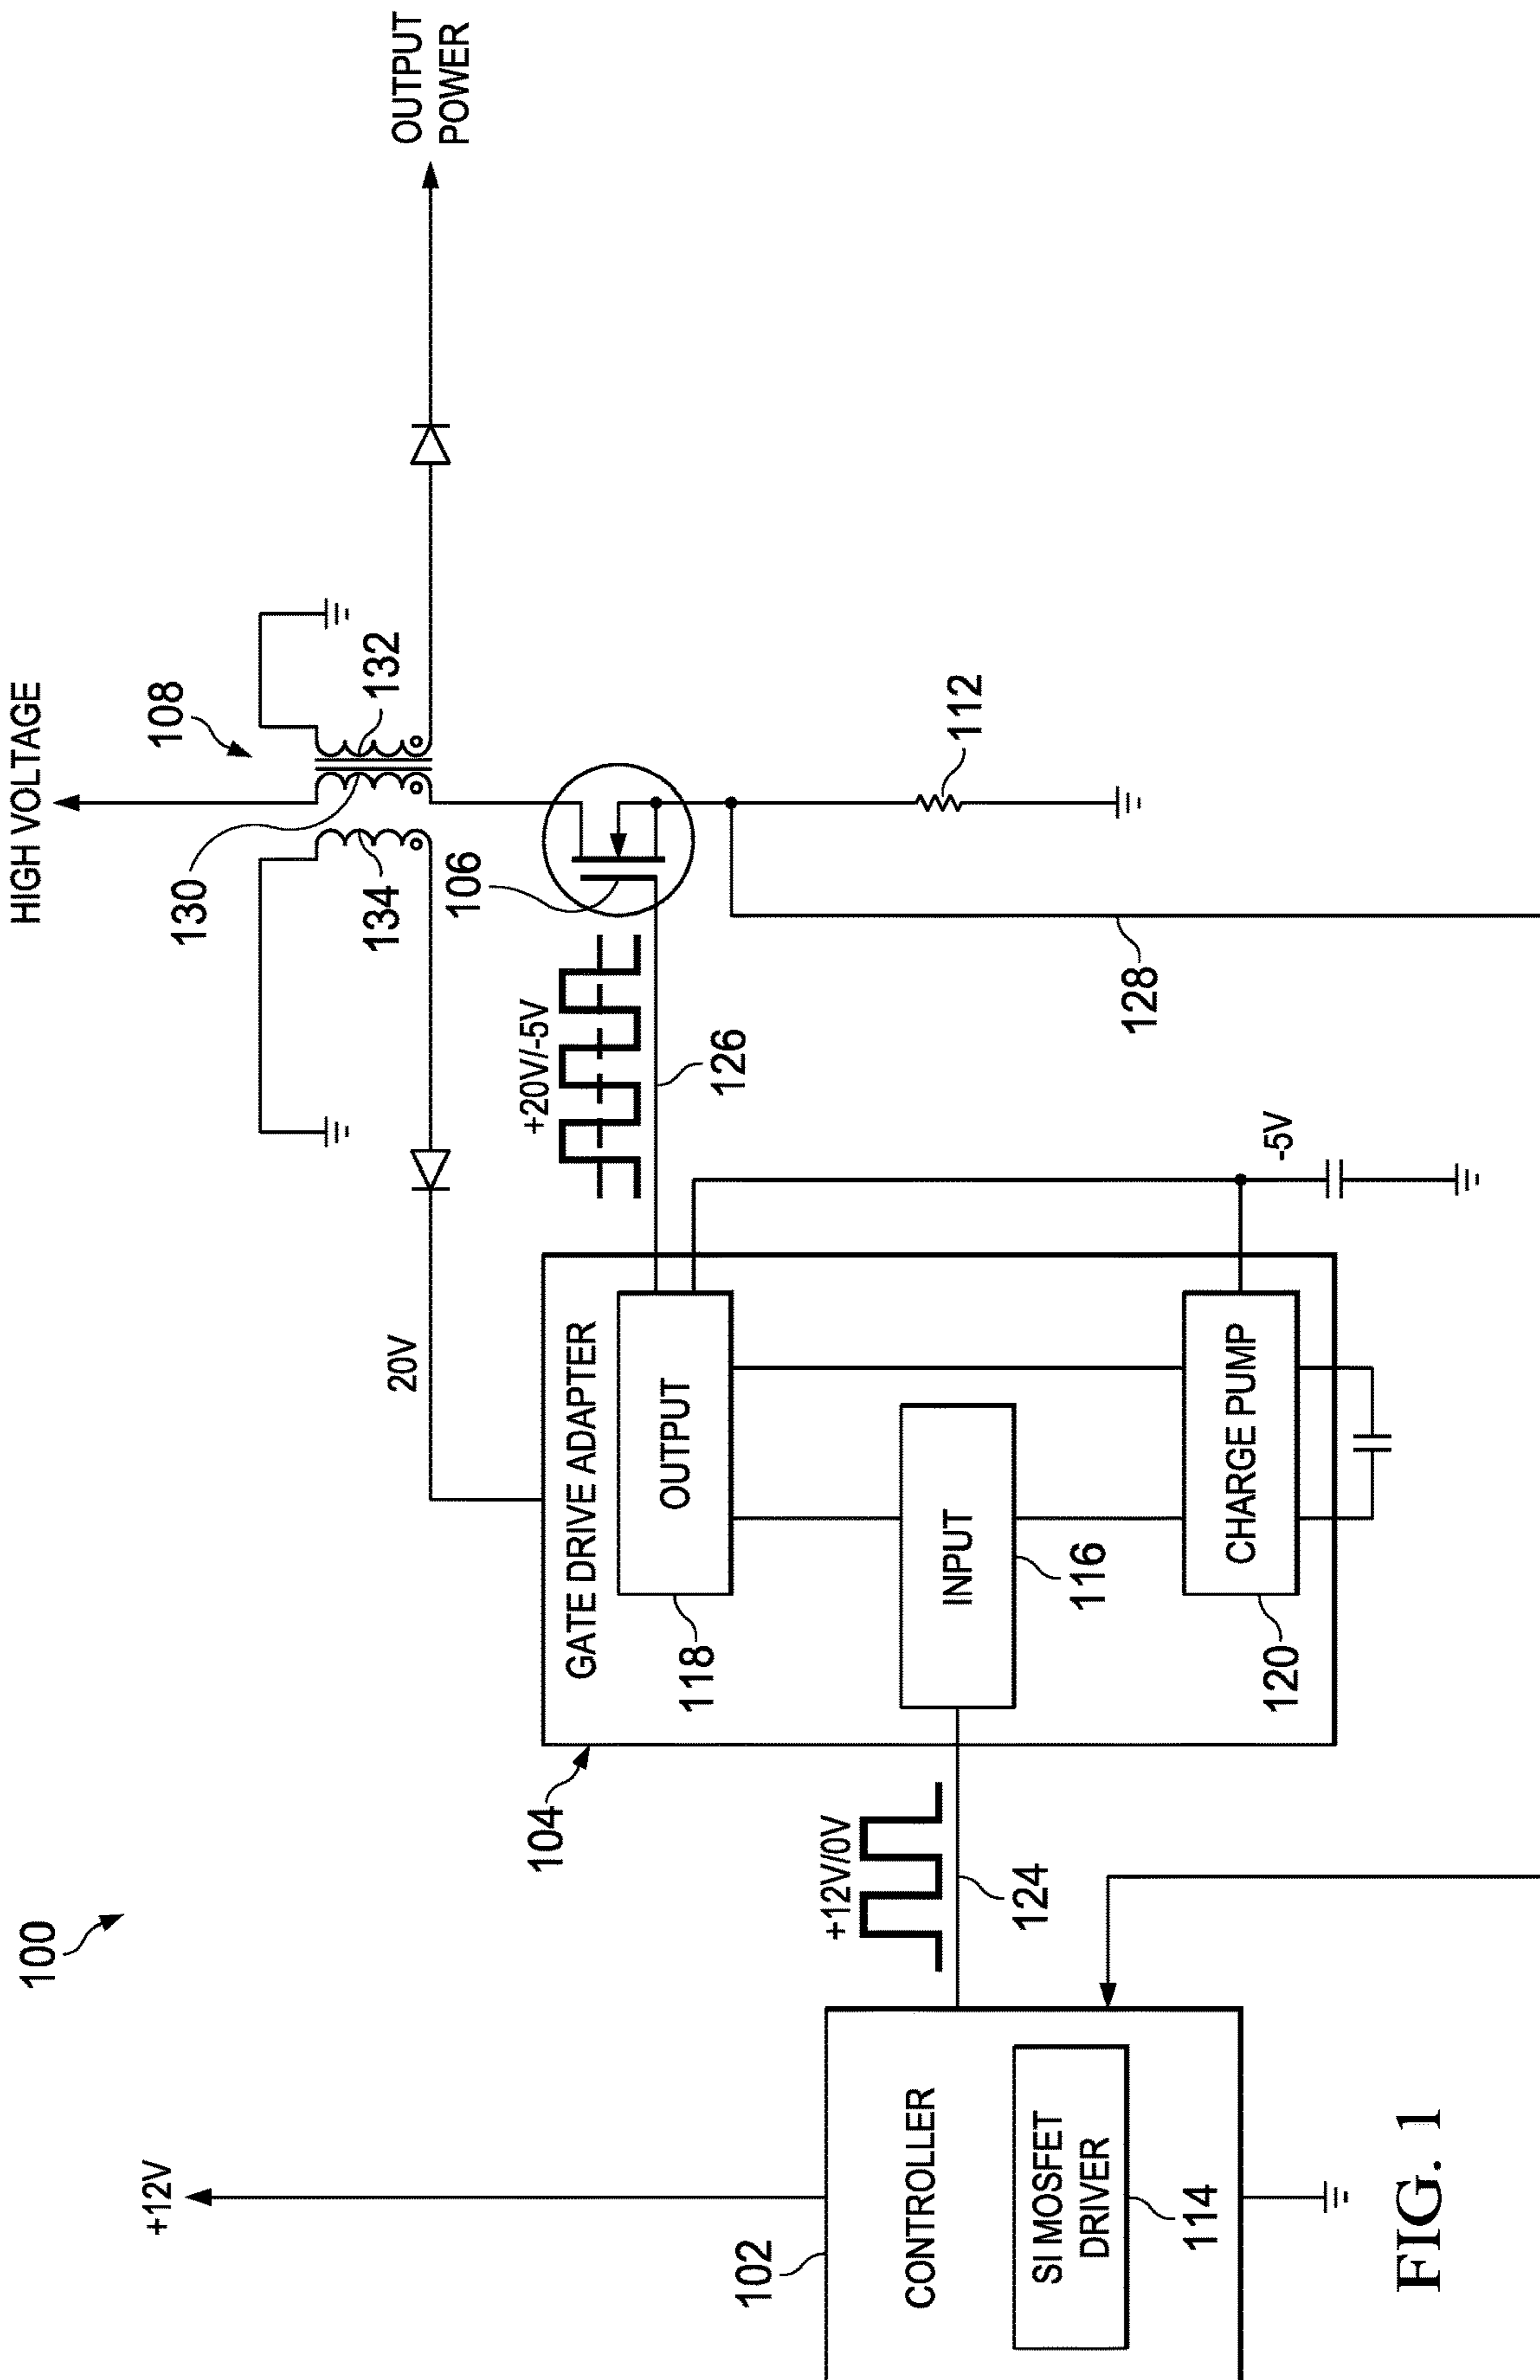 100
+12V
102
CONTROLLER
SI MOSFET
DRIVER
114
+12V/0V
124
104
GATE DRIVE ADAPTER
OUTPUT
118
INPUT
116
CHARGE PUMP
120
20V
-5V
+20V/-5V
126
106
128
112
HIGH VOLTAGE
108
130
134
132
OUTPUT
POWER
FIG. 1